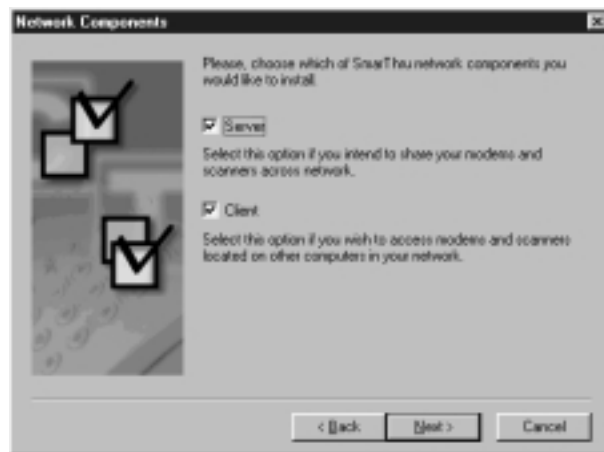 Network Components
Please, choose which of SmarThru network components you
would like to install.
Server
Select this option if you intend to share your modems and
scanners across network.
Client
Select this option if you wish to access modems and scanners
located on other computers in your network.
< Back
Next >
Cancel